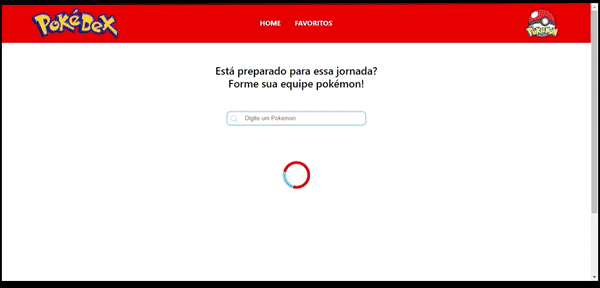 PokéDex
HOME
FAVORITOS
POKéMON
Está preparado para essa jornada?
Forme sua equipe pokémon!
Digite um Pokemon